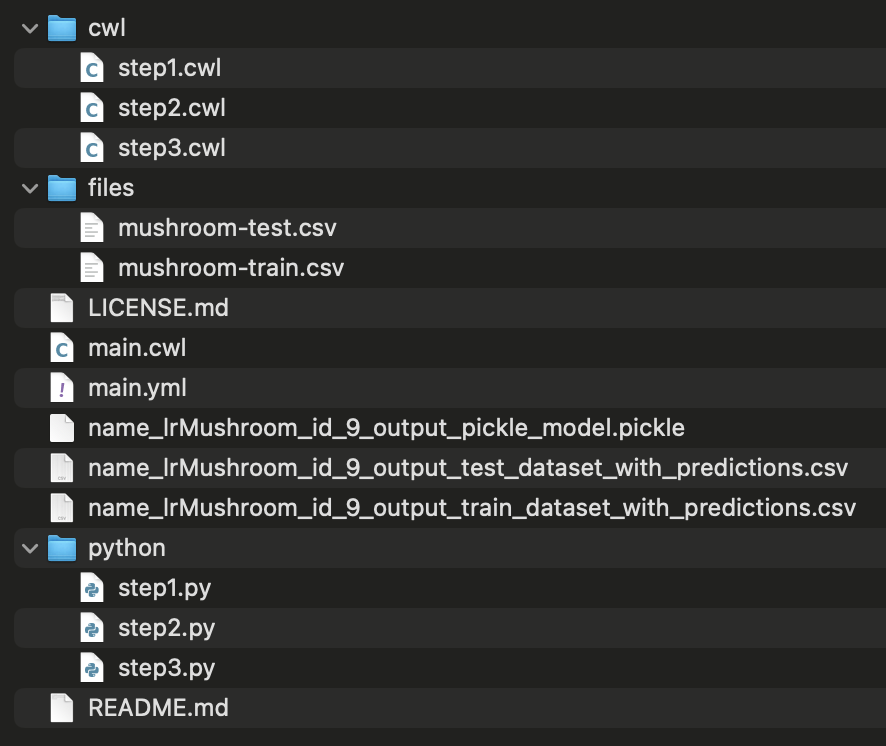 cwl
step1.cwl
step2.cwl
step3.cwl
files
mushroom-test.csv
mushroom-train.csv
LICENSE.md
main.cwl
main.yml
name_lrMushroom_id_9_output_pickle_model.pickle
name_lrMushroom_id_9_output_test_dataset_with_predictions.csv
name_lrMushroom_id_9_output_train_dataset_with_predictions.csv
python
step1.py
step2.py
step3.py
README.md